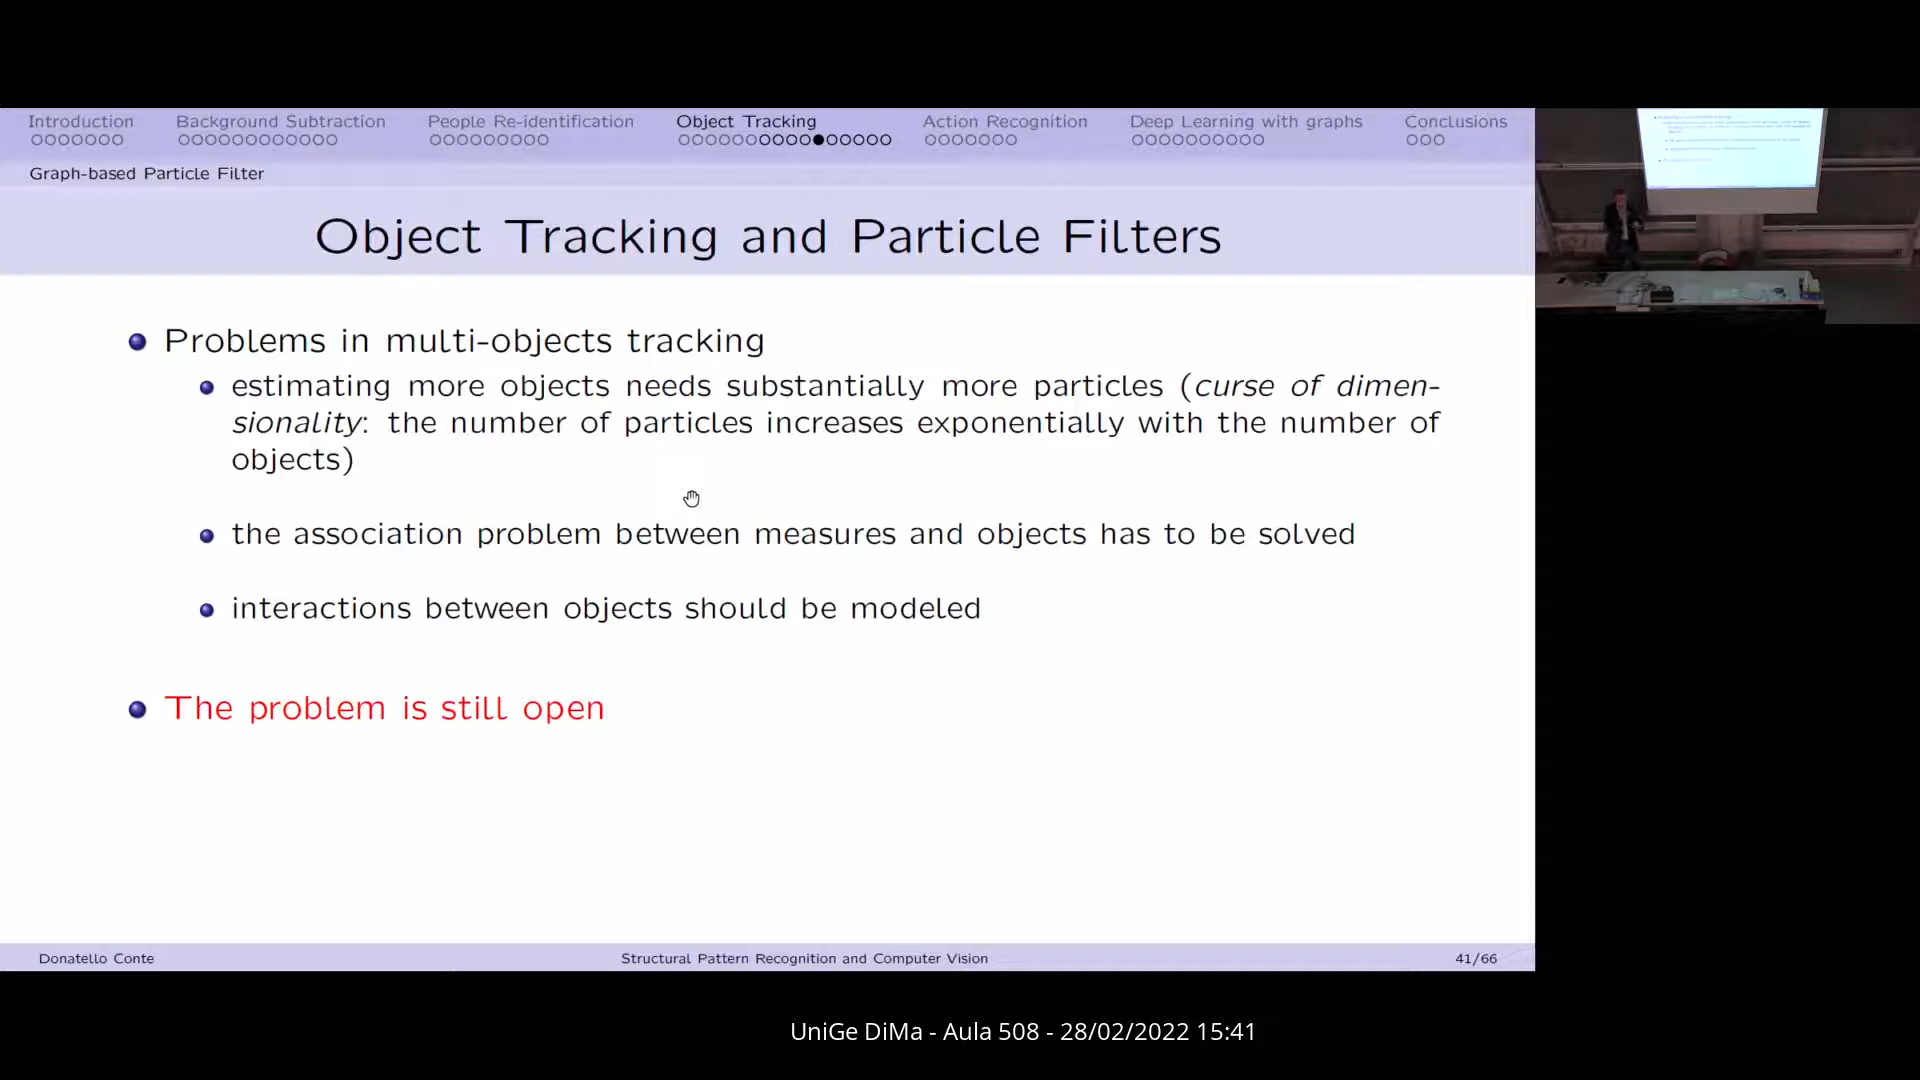 Introduction Background Subtraction People Re-identification Object Tracking Action Recognition Deep Learning with graphs Conclusions
Graph-based Particle Filter
Object Tracking and Particle Filters
Problems in multi-objects tracking
estimating more objects needs substantially more particles (curse of dimen-
sionality: the number of particles increases exponentially with the number of
objects)
the association problem between measures and objects has to be solved
interactions between objects should be modeled
The problem is still open
Donatello Conte Structural Pattern Recognition and Computer Vision 41/66
UniGe DiMa - Aula 508 - 28/02/2022 15:41